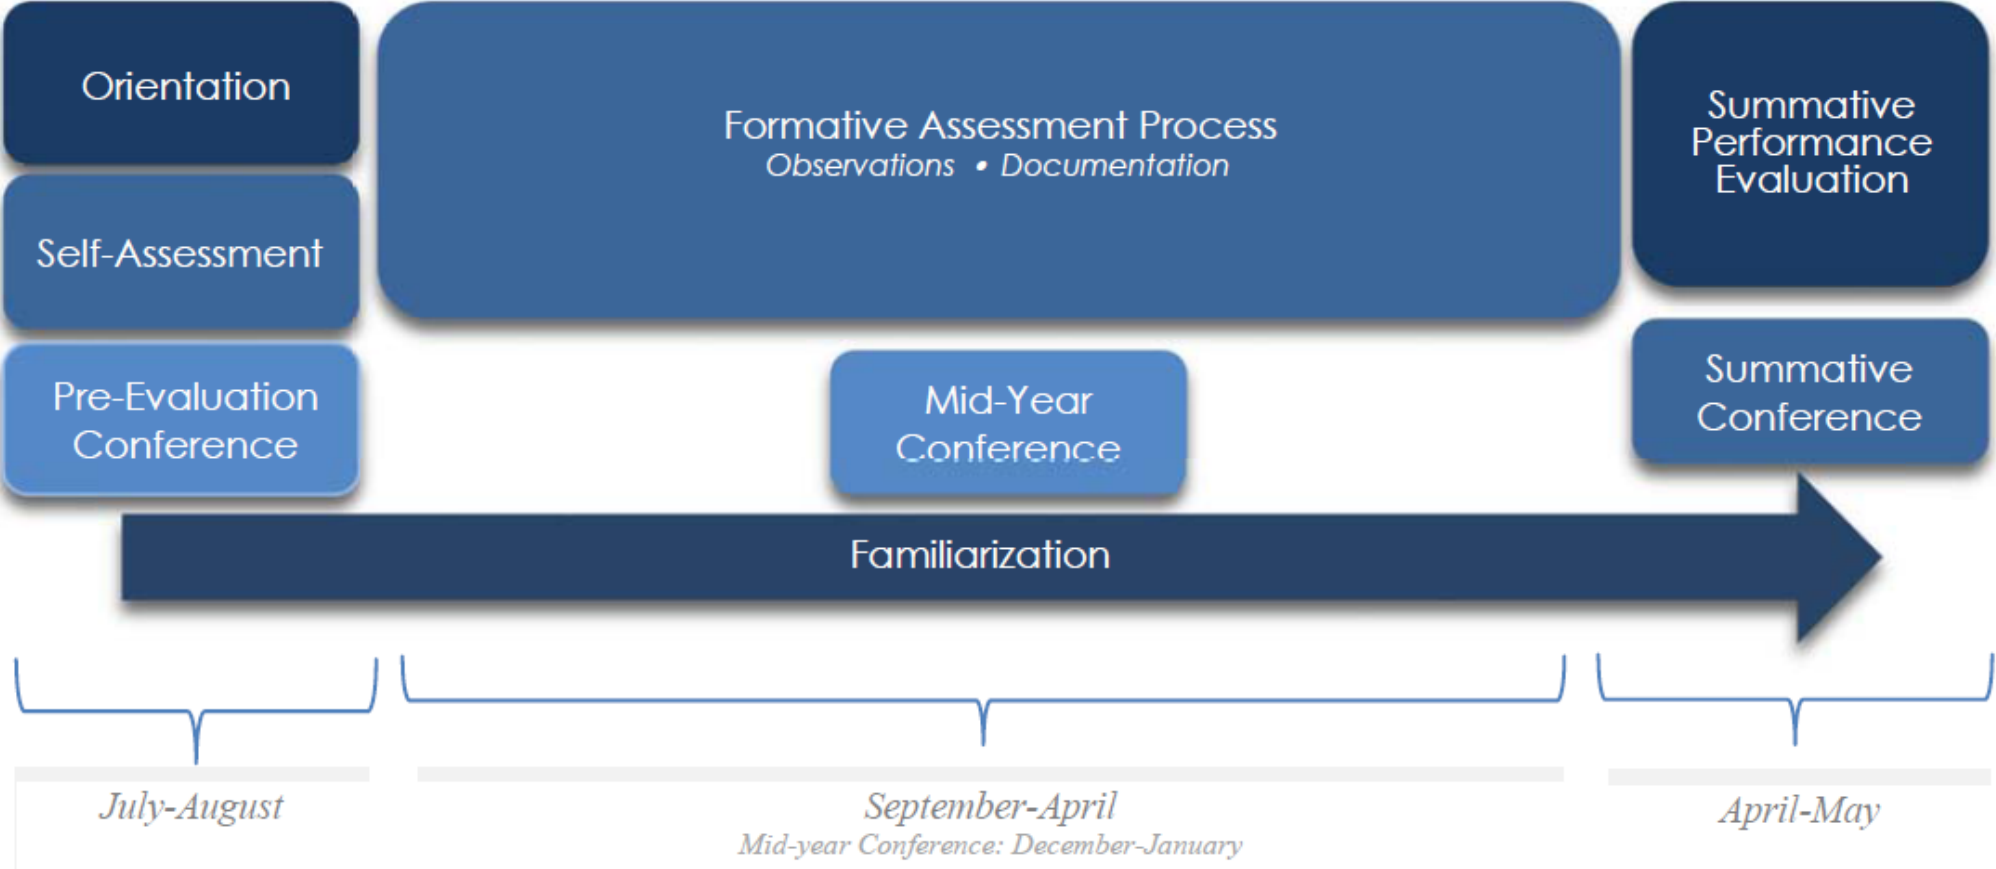 Orientation
Self-Assessment
Pre-Evaluation
Conference
Formative Assessment Process
Observations • Documentation
Mid-Year
Conference
Summative
Performance
Evaluation
Summative
Conference
Familiarization
July-August
September-April
Mid-year Conference: December-January
April-May